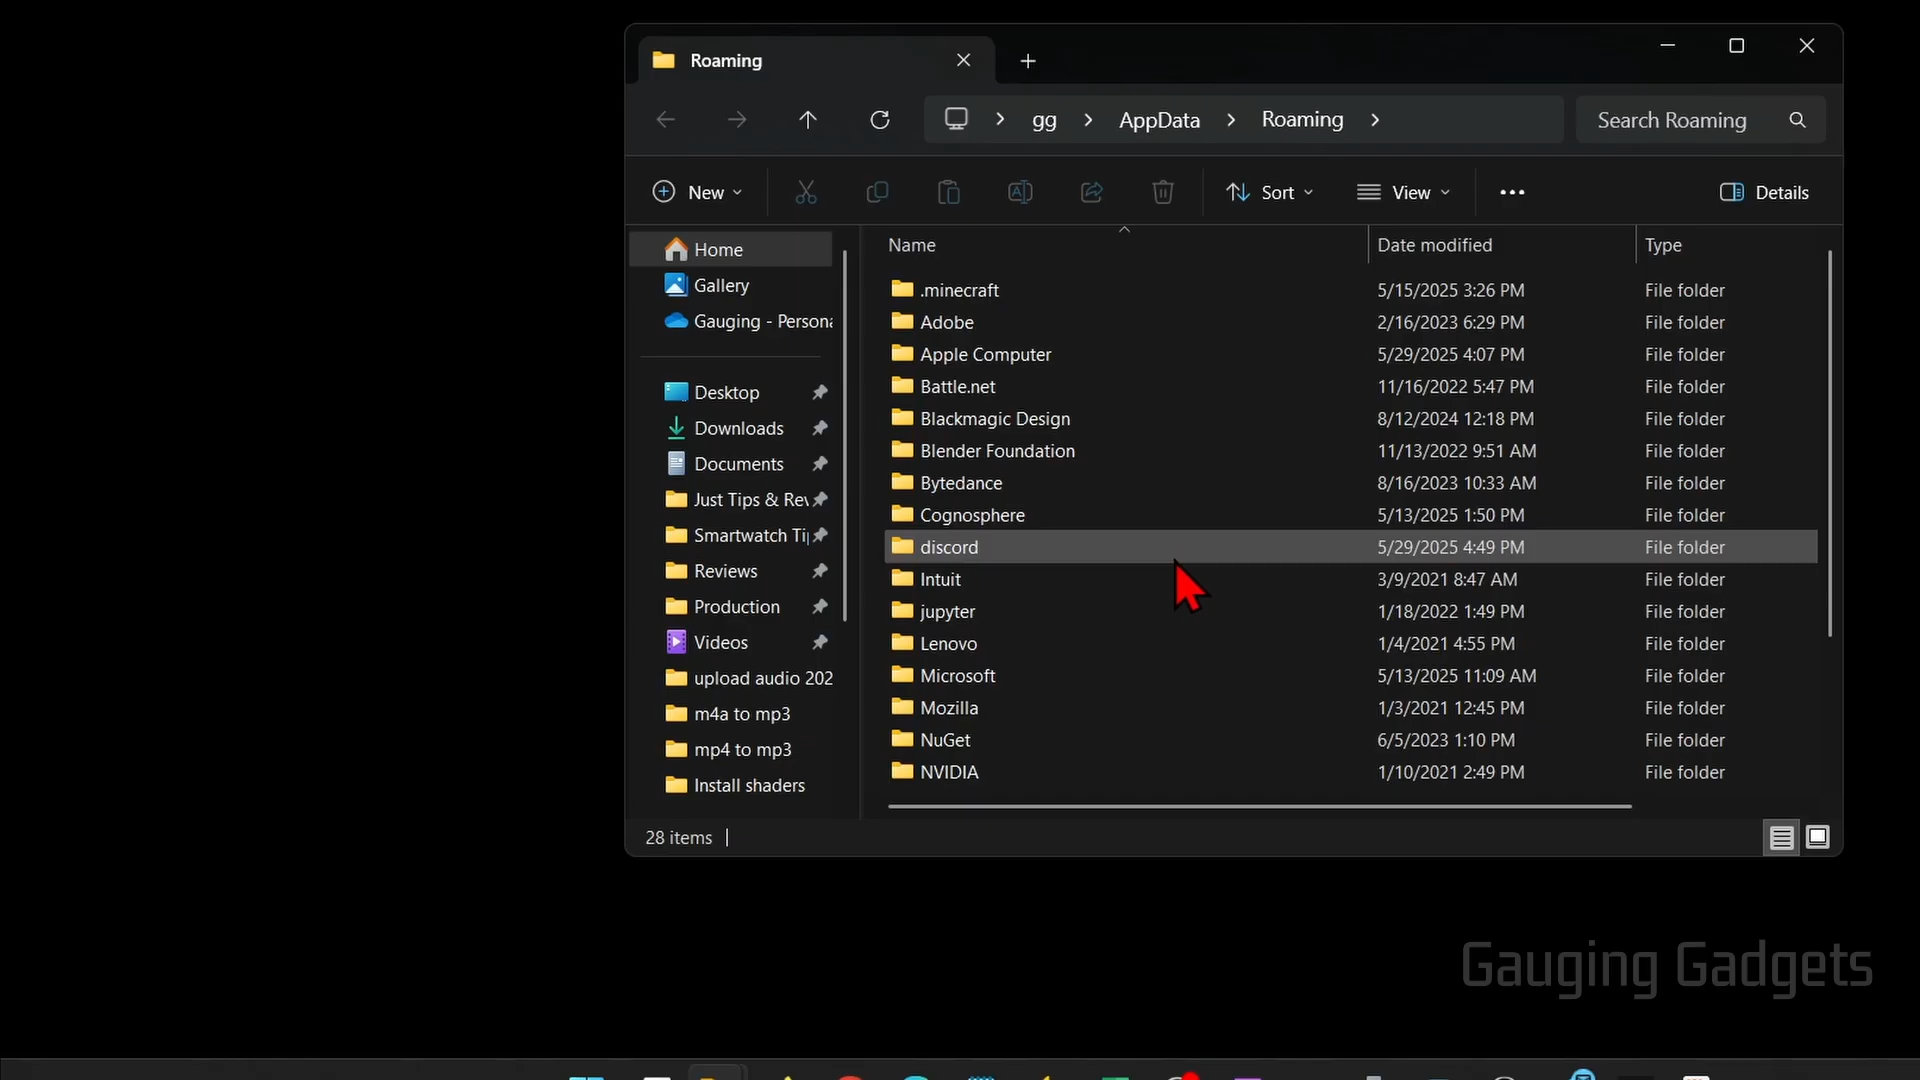 Roaming
gg
AppData
Roaming
Search Roaming
New
Sort
View
Details
Name
Date modified
Type
Home
Gallery
Gauging - Persona
Desktop
Downloads
Documents
Just Tips & Rev
Smartwatch Tip
Reviews
Production
Videos
upload audio 202
m4a to mp3
mp4 to mp3
Install shaders
.minecraft 5/15/2025 3:26 PM File folder
Adobe 2/16/2023 6:29 PM File folder
Apple Computer 5/29/2025 4:07 PM File folder
Battle.net 11/16/2022 5:47 PM File folder
Blackmagic Design 8/12/2024 12:18 PM File folder
Blender Foundation 11/13/2022 9:51 AM File folder
Bytedance 8/16/2023 10:33 AM File folder
Cognosphere 5/13/2025 1:50 PM File folder
discord 5/29/2025 4:49 PM File folder
Intuit 3/9/2021 8:47 AM File folder
jupyter 1/18/2022 1:49 PM File folder
Lenovo 1/4/2021 4:55 PM File folder
Microsoft 5/13/2025 11:09 AM File folder
Mozilla 1/3/2021 12:45 PM File folder
NuGet 6/5/2023 1:10 PM File folder
NVIDIA 1/10/2021 2:49 PM File folder
28 items
Gauging Gadgets